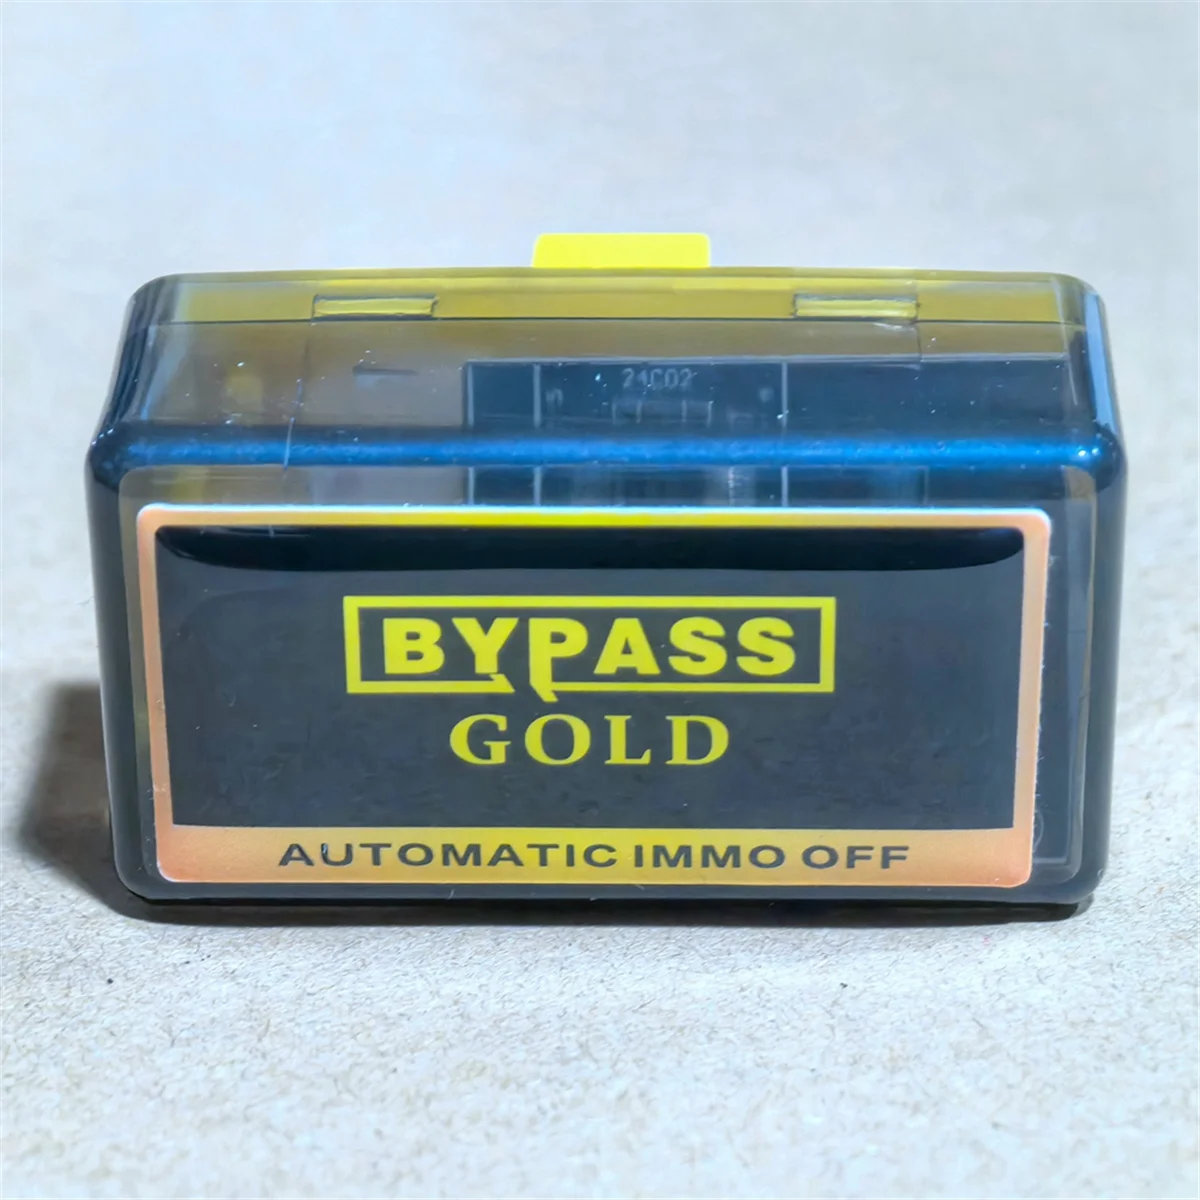 24C02
BYPASS
GOLD
AUTOMATIC IMMO OFF